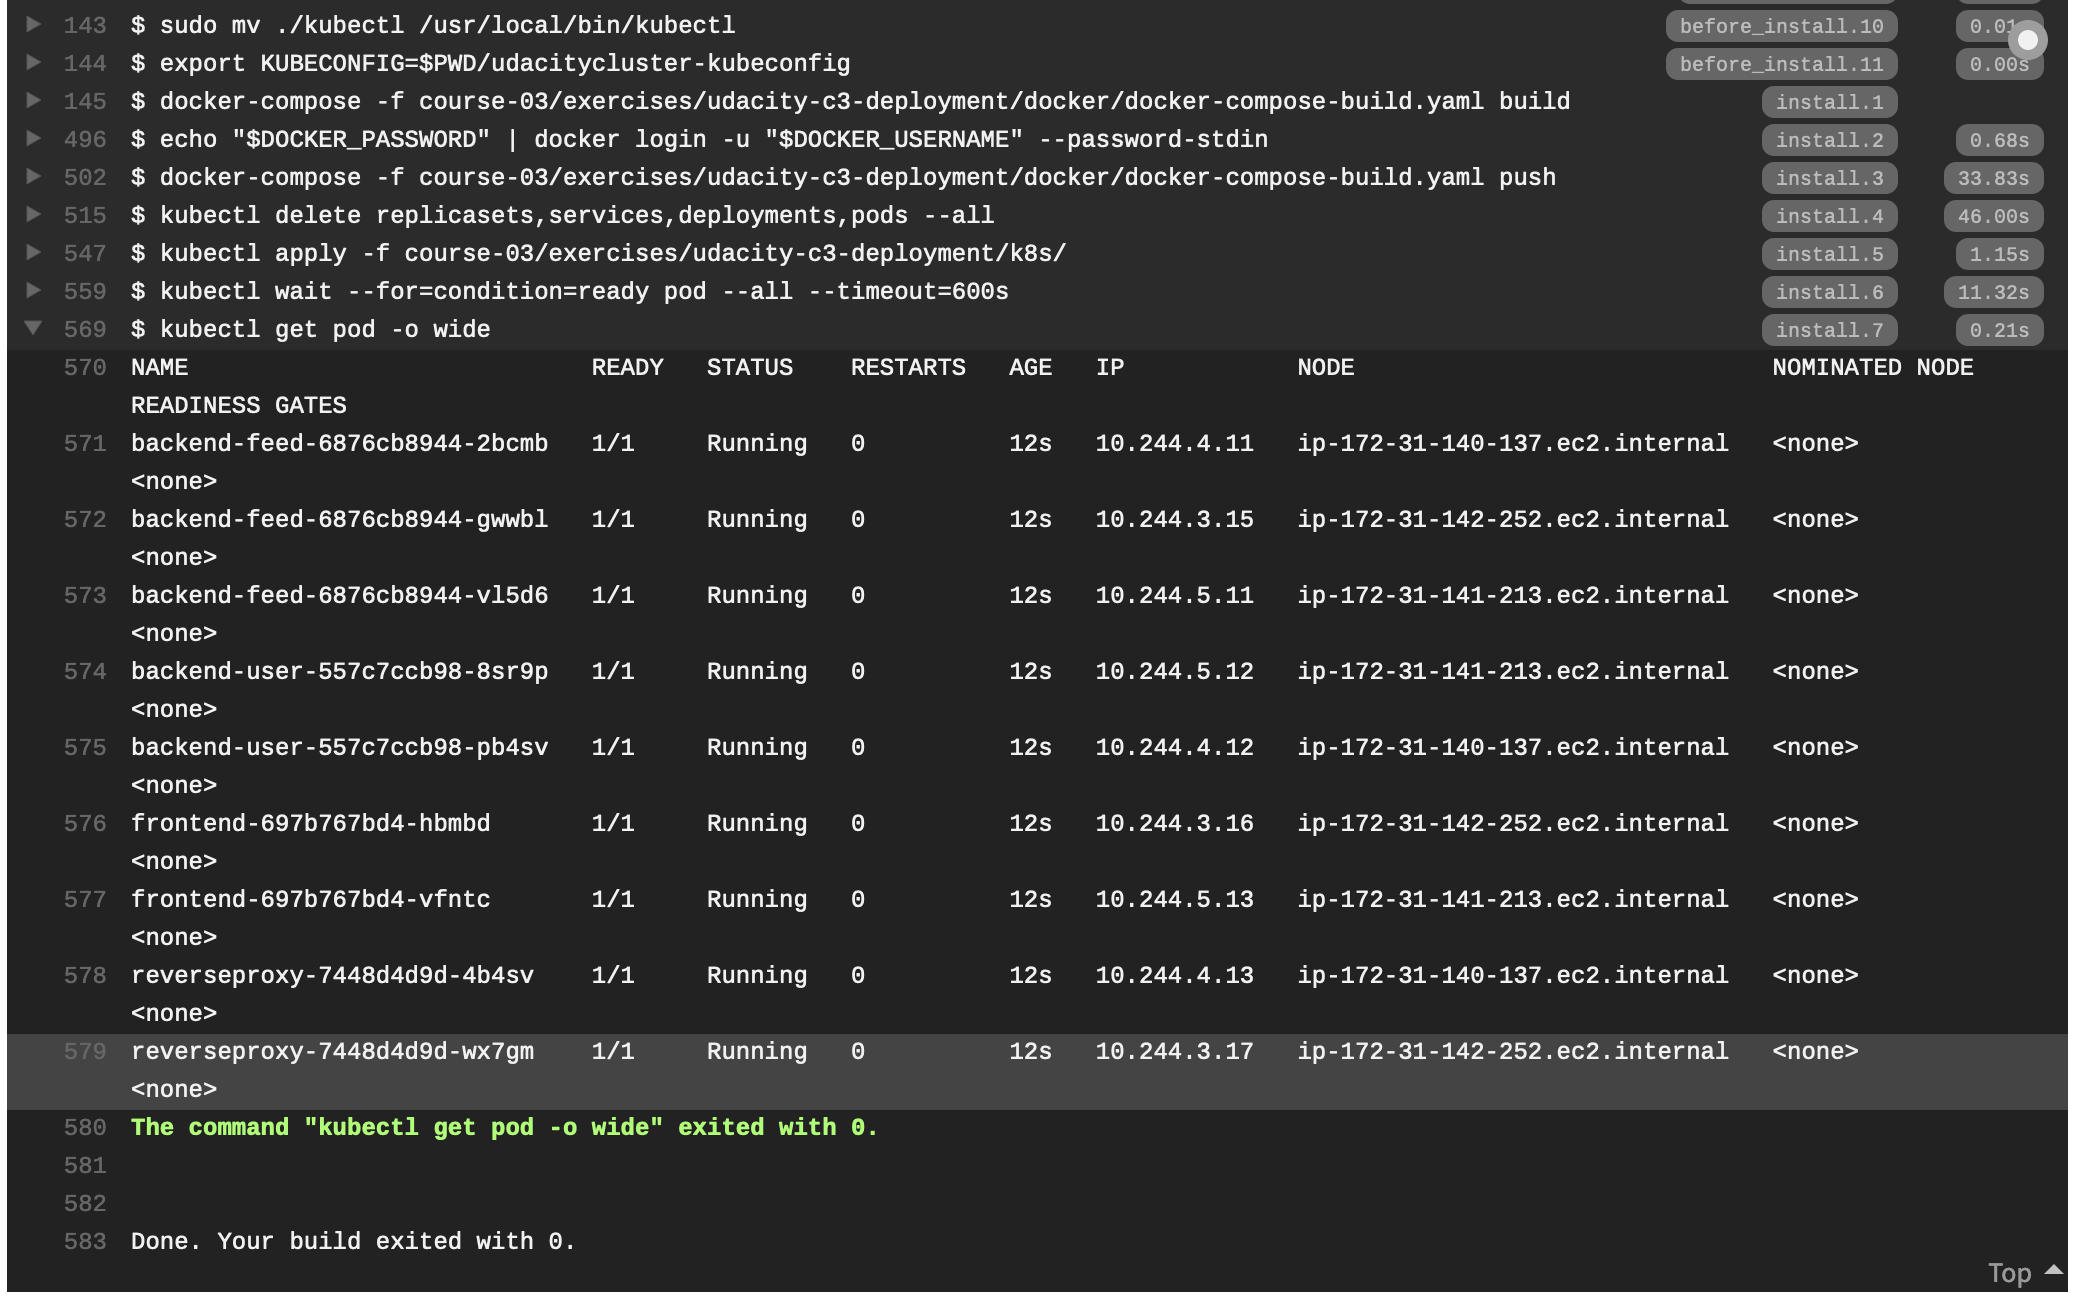 143 $ sudo mv ./kubectl /usr/local/bin/kubectl before_install.10
144 $ export KUBECONFIG=$PWD/udacitycluster-kubeconfig before_install.11 0.00s
145 $ docker-compose -f course-03/exercises/udacity-c3-deployment/docker/docker-compose-build.yaml build install.1
496 $ echo "$DOCKER_PASSWORD" | docker login -u "$DOCKER_USERNAME" --password-stdin install.2 0.68s
502 $ docker-compose -f course-03/exercises/udacity-c3-deployment/docker/docker-compose-build.yaml push install.3 33.83s
515 $ kubectl delete replicasets,services,deployments,pods --all install.4 46.00s
547 $ kubectl apply -f course-03/exercises/udacity-c3-deployment/k8s/ install.5 1.15s
559 $ kubectl wait --for=condition=ready pod --all --timeout=600s install.6 11.32s
569 $ kubectl get pod -o wide install.7 0.21s
570 NAME READY STATUS RESTARTS AGE IP NODE NOMINATED NODE
READINESS GATES
571 backend-feed-6876cb8944-2bcmb 1/1 Running 0 12s 10.244.4.11 ip-172-31-140-137.ec2.internal <none>
<none>
572 backend-feed-6876cb8944-gwwbl 1/1 Running 0 12s 10.244.3.15 ip-172-31-142-252.ec2.internal <none>
<none>
573 backend-feed-6876cb8944-vl5d6 1/1 Running 0 12s 10.244.5.11 ip-172-31-141-213.ec2.internal <none>
<none>
574 backend-user-557c7ccb98-8sr9p 1/1 Running 0 12s 10.244.5.12 ip-172-31-141-213.ec2.internal <none>
<none>
575 backend-user-557c7ccb98-pb4sv 1/1 Running 0 12s 10.244.4.12 ip-172-31-140-137.ec2.internal <none>
<none>
576 frontend-697b767bd4-hbmbd 1/1 Running 0 12s 10.244.3.16 ip-172-31-142-252.ec2.internal <none>
<none>
577 frontend-697b767bd4-vfntc 1/1 Running 0 12s 10.244.5.13 ip-172-31-141-213.ec2.internal <none>
<none>
578 reverseproxy-7448d4d9d-4b4sv 1/1 Running 0 12s 10.244.4.13 ip-172-31-140-137.ec2.internal <none>
<none>
579 reverseproxy-7448d4d9d-wx7gm 1/1 Running 0 12s 10.244.3.17 ip-172-31-142-252.ec2.internal <none>
<none>
580 The command "kubectl get pod -o wide" exited with 0.
581
582
583 Done. Your build exited with 0.
Top